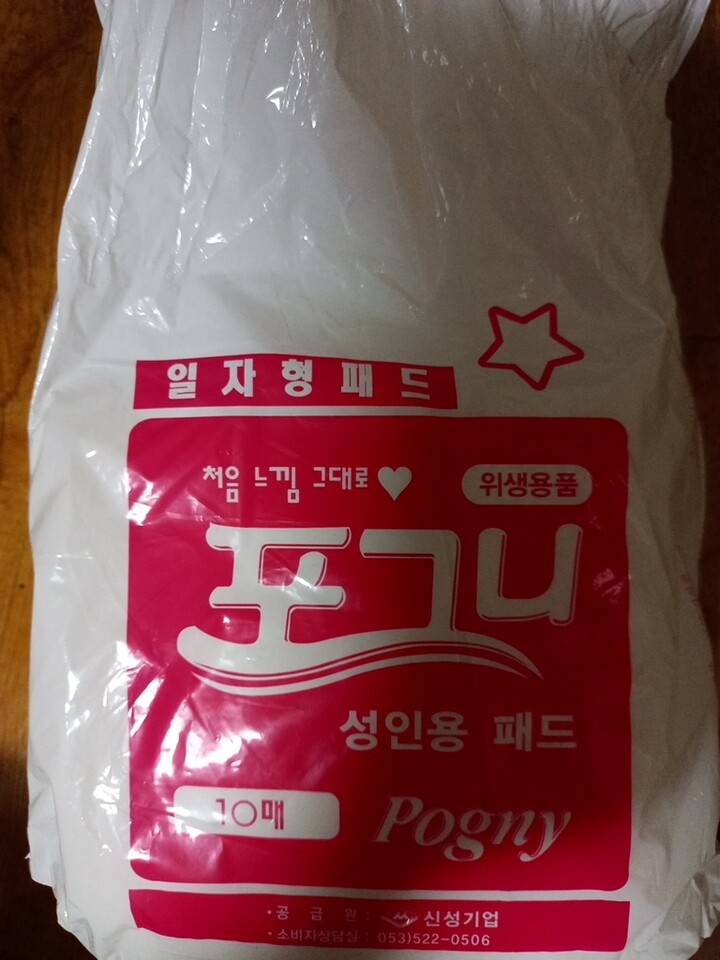 일자형패드
처음 느낌 그대로♥
위생용품
포그니
성인용 패드
10매
Pogny
•공 급 원 : 신성기업
•소비자상담실 : 053)522-0506